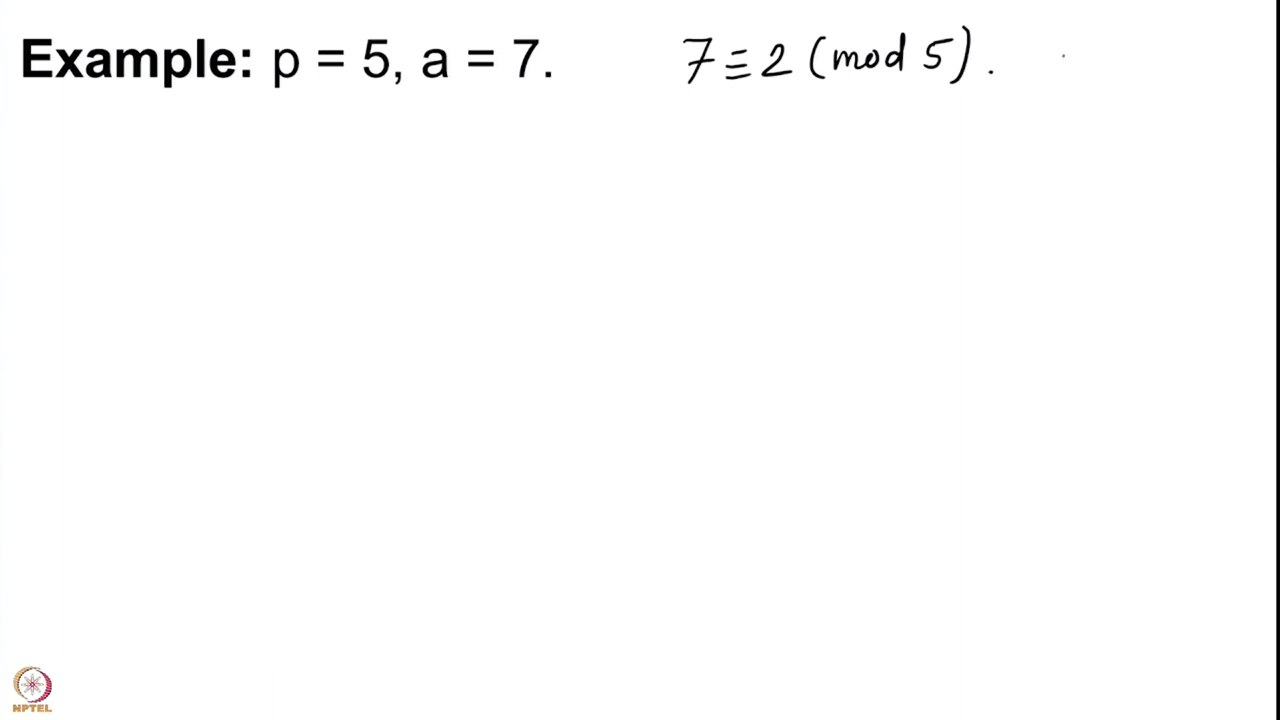 Example: p = 5, a = 7. 7 ≡ 2 (mod 5).
NPTEL